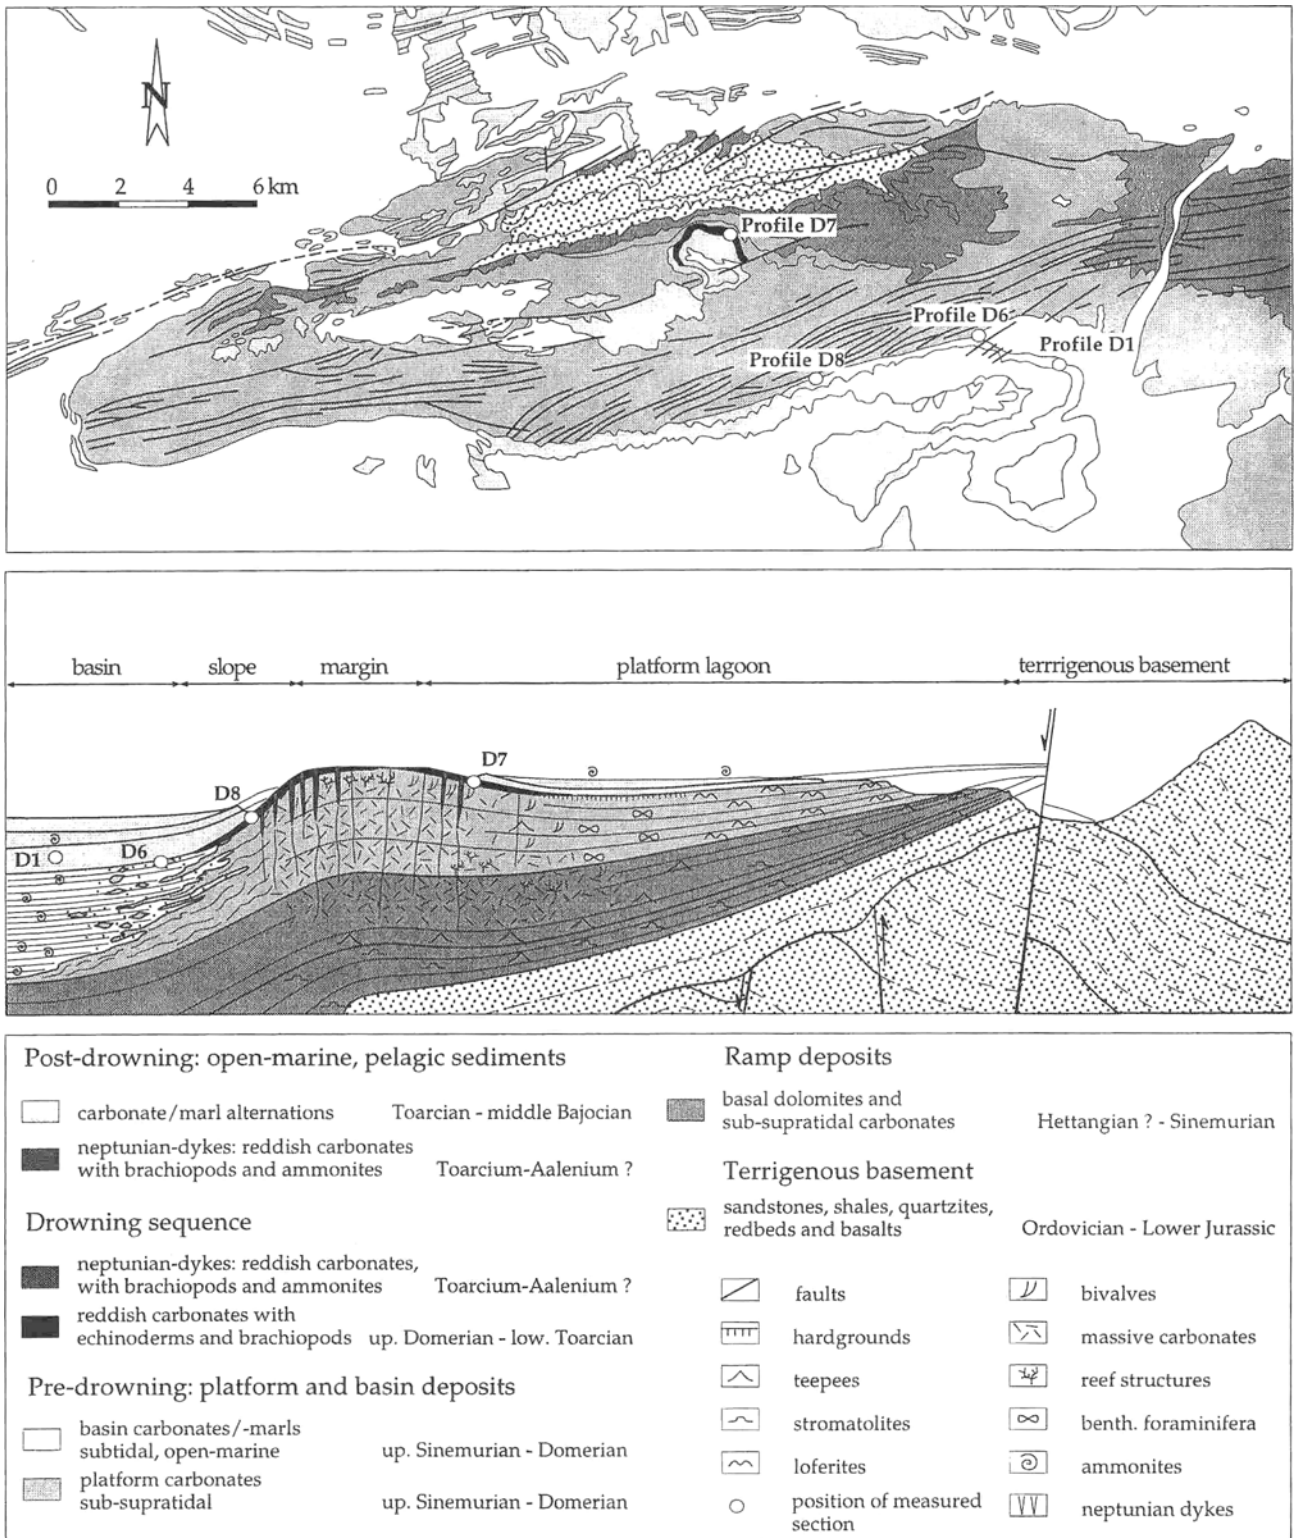 N
0 2 4 6 km
Profile D7
Profile D6
Profile D1
Profile D8
basin slope margin platform lagoon terrrigenous basement
D7
D8
D1 D6
Post-drowning: open-marine, pelagic sediments
carbonate/marl alternations Toarcian - middle Bajocian
neptunian-dykes: reddish carbonates
with brachiopods and ammonites Toarcium-Aalenium ?
Drowning sequence
neptunian-dykes: reddish carbonates,
with brachiopods and ammonites Toarcium-Aalenium ?
reddish carbonates with
echinoderms and brachiopods up. Domerian - low. Toarcian
Pre-drowning: platform and basin deposits
basin carbonates/-marls
subtidal, open-marine up. Sinemurian - Domerian
platform carbonates
sub-supratidal up. Sinemurian - Domerian
Ramp deposits
basal dolomites and
sub-supratidal carbonates Hettangian ? - Sinemurian
Terrigenous basement
sandstones, shales, quartzites,
redbeds and basalts Ordovician - Lower Jurassic
faults
hardgrounds
teepees
stromatolites
loferites
position of measured
section
bivalves
massive carbonates
reef structures
benth. foraminifera
ammonites
neptunian dykes